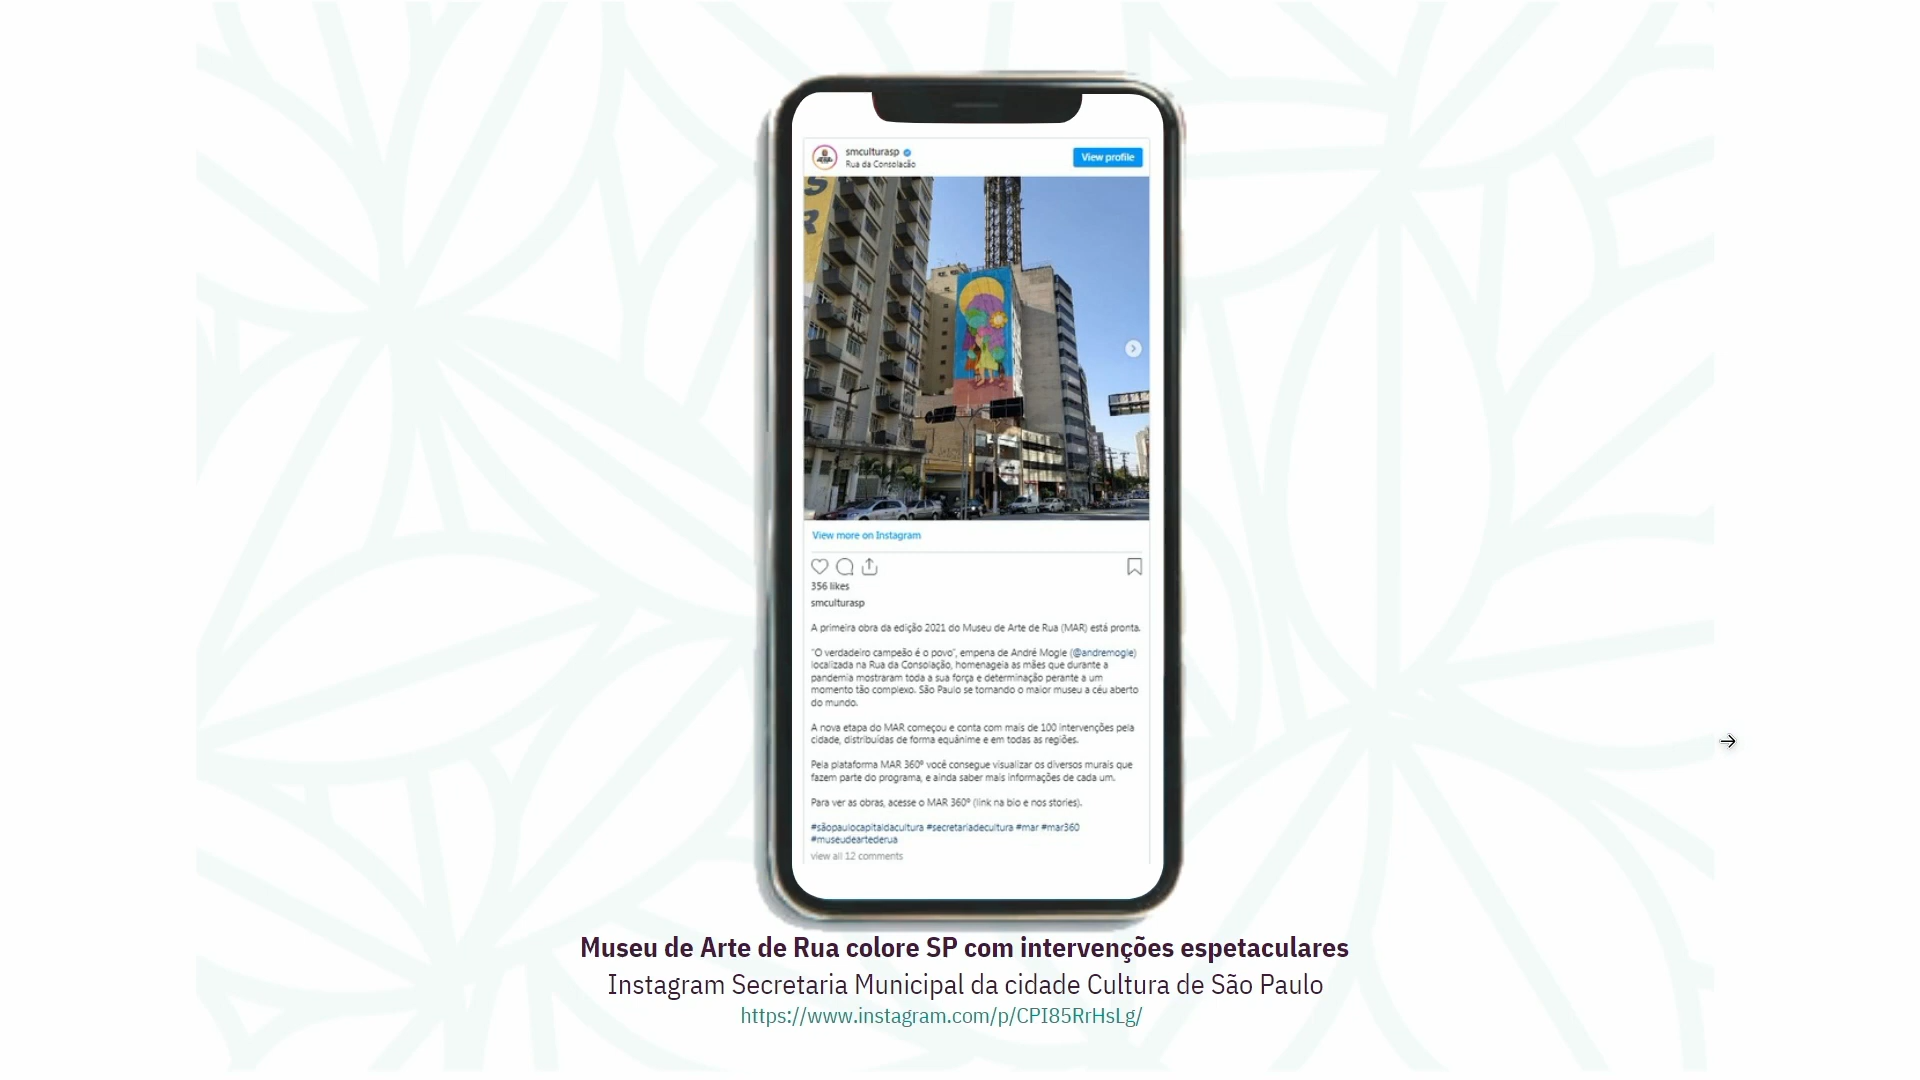 smculturasp
Rua da Consolação
View profile
S
R
View more on Instagram
356 likes
smculturasp
A primeira obra da edição 2021 do Museu de Arte de Rua (MAR) está pronta.
"O verdadeiro campeão é o povo", empena de André Mogle (@andremogle)
localizada na Rua da Consolação, homenageia as mães que durante a
pandemia mostraram toda a sua força e determinação perante a um
momento tão complexo. São Paulo se tornando o maior museu a céu aberto
do mundo.
A nova etapa do MAR começou e conta com mais de 100 intervenções pela
cidade, distribuídas de forma equânime e em todas as regiões.
Pela plataforma MAR 360º você consegue visualizar os diversos murais que
fazem parte do programa, e ainda saber mais informações de cada um.
Para ver as obras, acesse o MAR 360º (link na bio e nos stories).
#sãopaulocapitaldacultura #secretariadecultura #mar #mar360
#museudeartederua
view all 12 comments
Museu de Arte de Rua colore SP com intervenções espetaculares
Instagram Secretaria Municipal da cidade Cultura de São Paulo
https://www.instagram.com/p/CPI85RrHsLg/